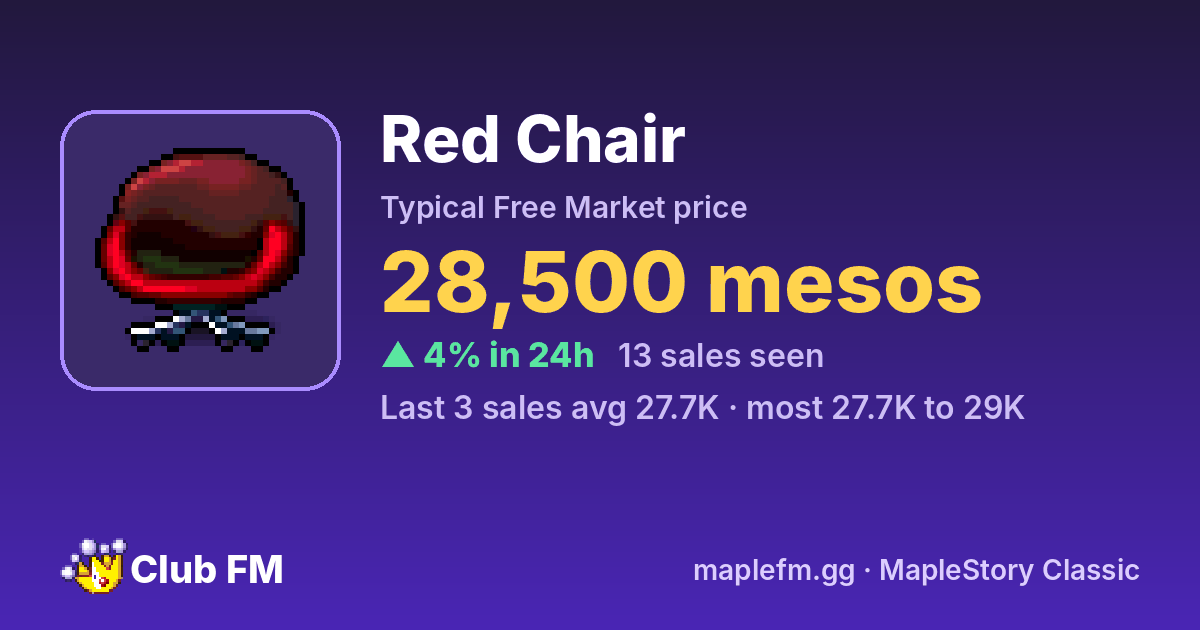 Red Chair
Typical Free Market price
28,500 mesos
▲ 4% in 24h 13 sales seen
Last 3 sales avg 27.7K · most 27.7K to 29K
Club FM
maplefm.gg · MapleStory Classic